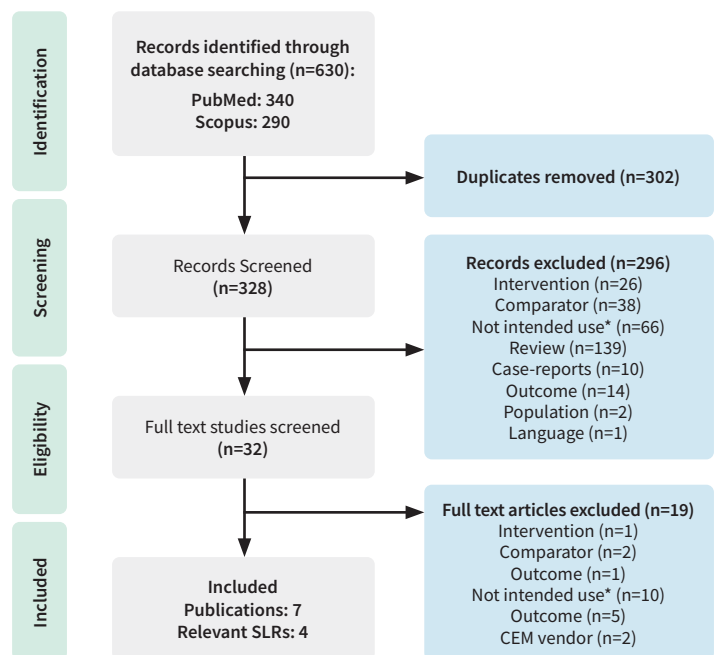 Identification
Records identified through
database searching (n=630):
PubMed: 340
Scopus: 290
Duplicates removed (n=302)
Screening
Records Screened
(n=328)
Records excluded (n=296)
Intervention (n=26)
Comparator (n=38)
Not intended use* (n=66)
Review (n=139)
Case-reports (n=10)
Outcome (n=14)
Population (n=2)
Language (n=1)
Eligibility
Full text studies screened
(n=32)
Full text articles excluded (n=19)
Intervention (n=1)
Comparator (n=2)
Outcome (n=1)
Not intended use* (n=10)
Outcome (n=5)
CEM vendor (n=2)
Included
Included
Publications: 7
Relevant SLRs: 4